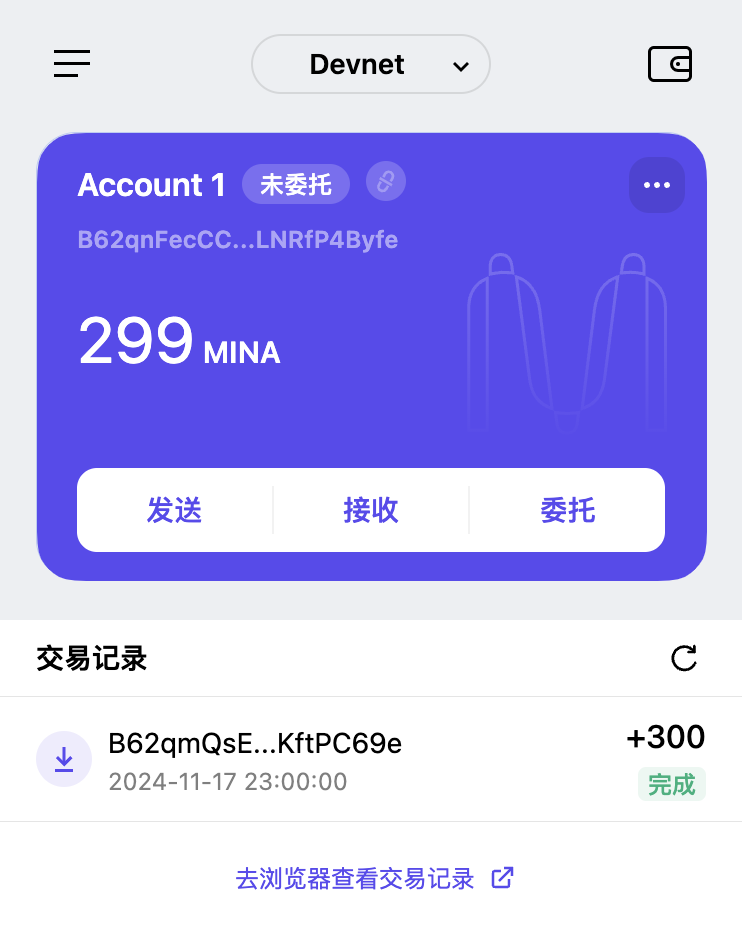 Devnet
Account 1 未委托
B62qnFecCC...LNRfP4Byfe
299 MINA
发送 接收 委托
交易记录
B62qmQsE...KftPC69e +300
2024-11-17 23:00:00 完成
去浏览器查看交易记录